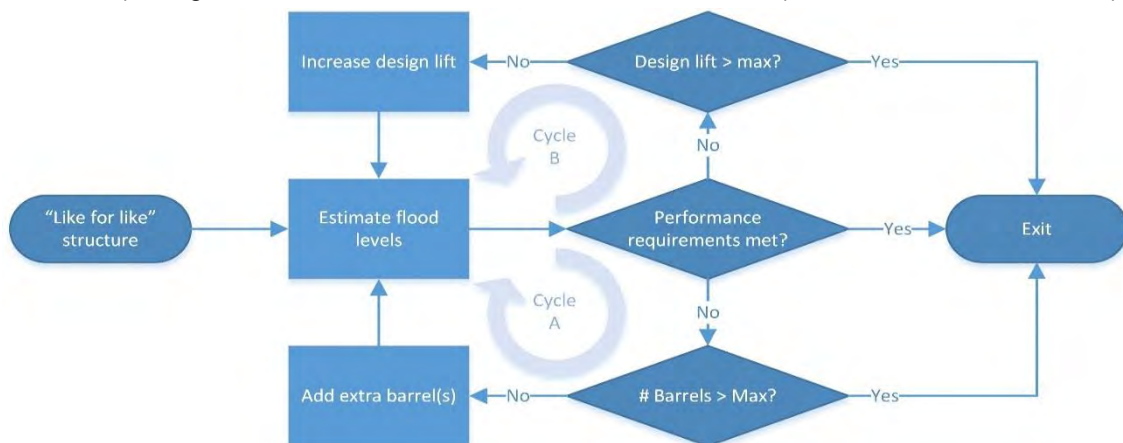 Increase design lift
No
Design lift > max?
Yes
Cycle
B
No
"Like for like"
structure
Estimate flood
levels
Performance
requirements met?
Yes
Exit
Cycle
A
No
Add extra barrel(s)
No
# Barrels > Max?
Yes